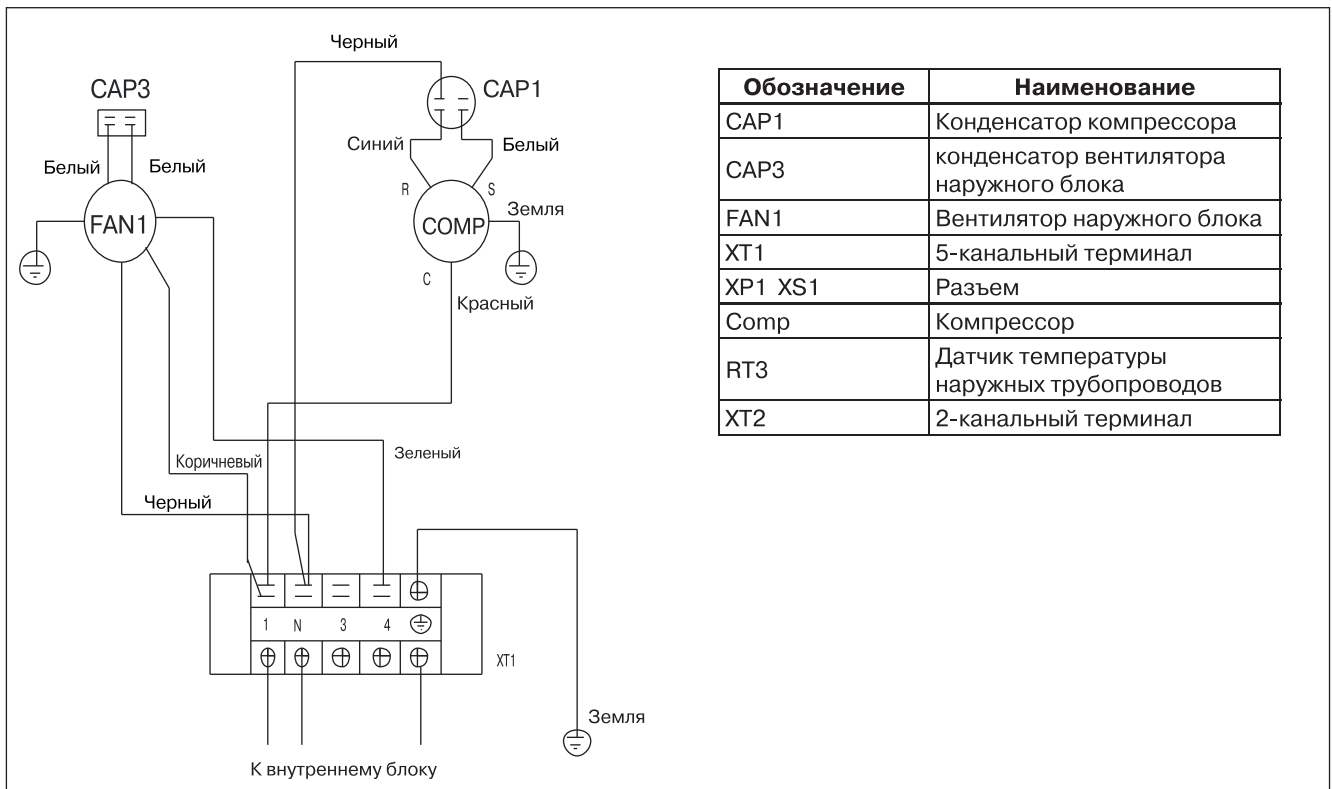 Черный
CAP3
CAP1
Синий
Белый
Белый
Белый
R
S
Земля
FAN1
COMP
C
Красный
Коричневый
Зеленый
Черный
1 N 3 4
XT1
Земля
К внутреннему блоку
Обозначение Наименование
CAP1 Конденсатор компрессора
CAP3 конденсатор вентилятора
наружного блока
FAN1 Вентилятор наружного блока
XT1 5-канальный терминал
XP1 XS1 Разъем
Comp Компрессор
RT3 Датчик температуры
наружных трубопроводов
XT2 2-канальный терминал